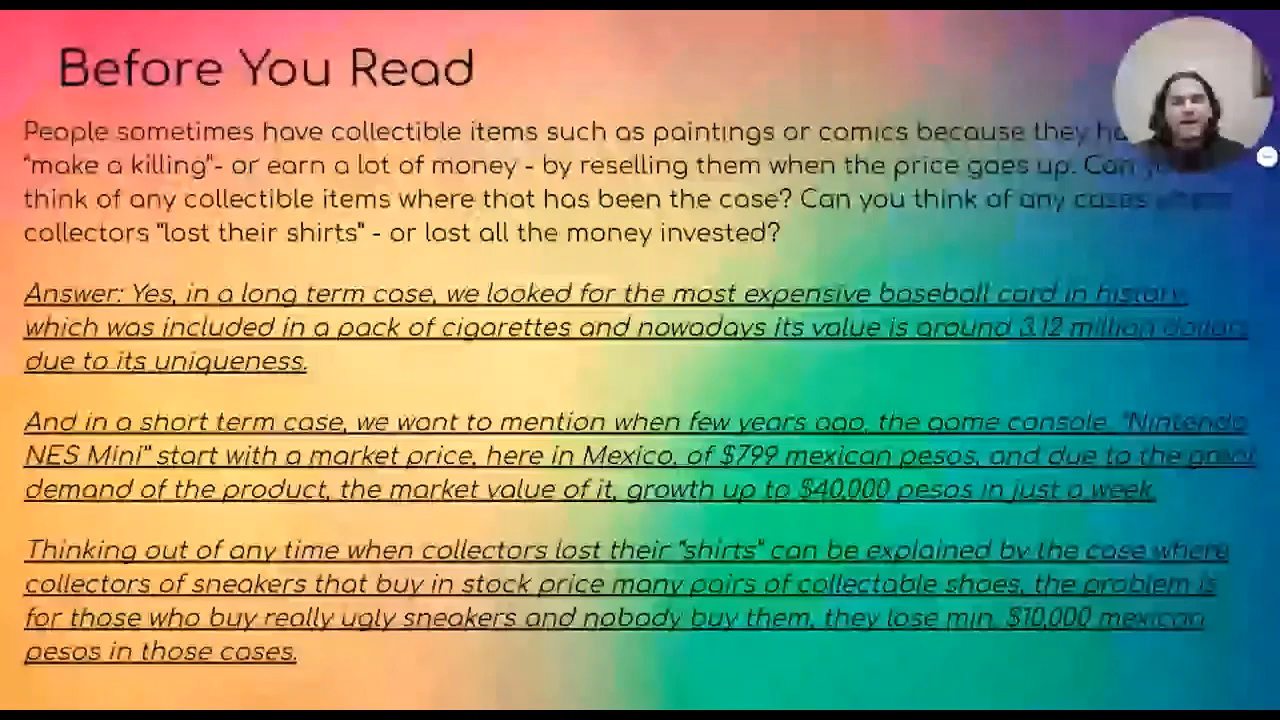 Before You Read
People sometimes have collectible items such as paintings or comics because they
"make a killing"- or earn a lot of money - by reselling them when the price goes up. Can
think of any collectible items where that has been the case? Can you think of any cases where
collectors "lost their shirts" - or lost all the money invested?
Answer: Yes, in a long term case, we looked for the most expensive baseball card in history,
which was included in a pack of cigarettes and nowadays its value is around 3.12 million dollars
due to its uniqueness.
And in a short term case, we want to mention when few years ago, the game console, "Nintendo
NES Mini" start with a market price, here in Mexico, of $799 mexican pesos, and due to the great
demand of the product, the market value of it, growth up to $40,000 pesos in just a week.
Thinking out of any time when collectors lost their "shirts" can be explained by the case where
collectors of sneakers that buy in stock price many pairs of collectable shoes, the problem is
for those who buy really ugly sneakers and nobody buy them, they lose min. $10,000 mexican
pesos in those cases.